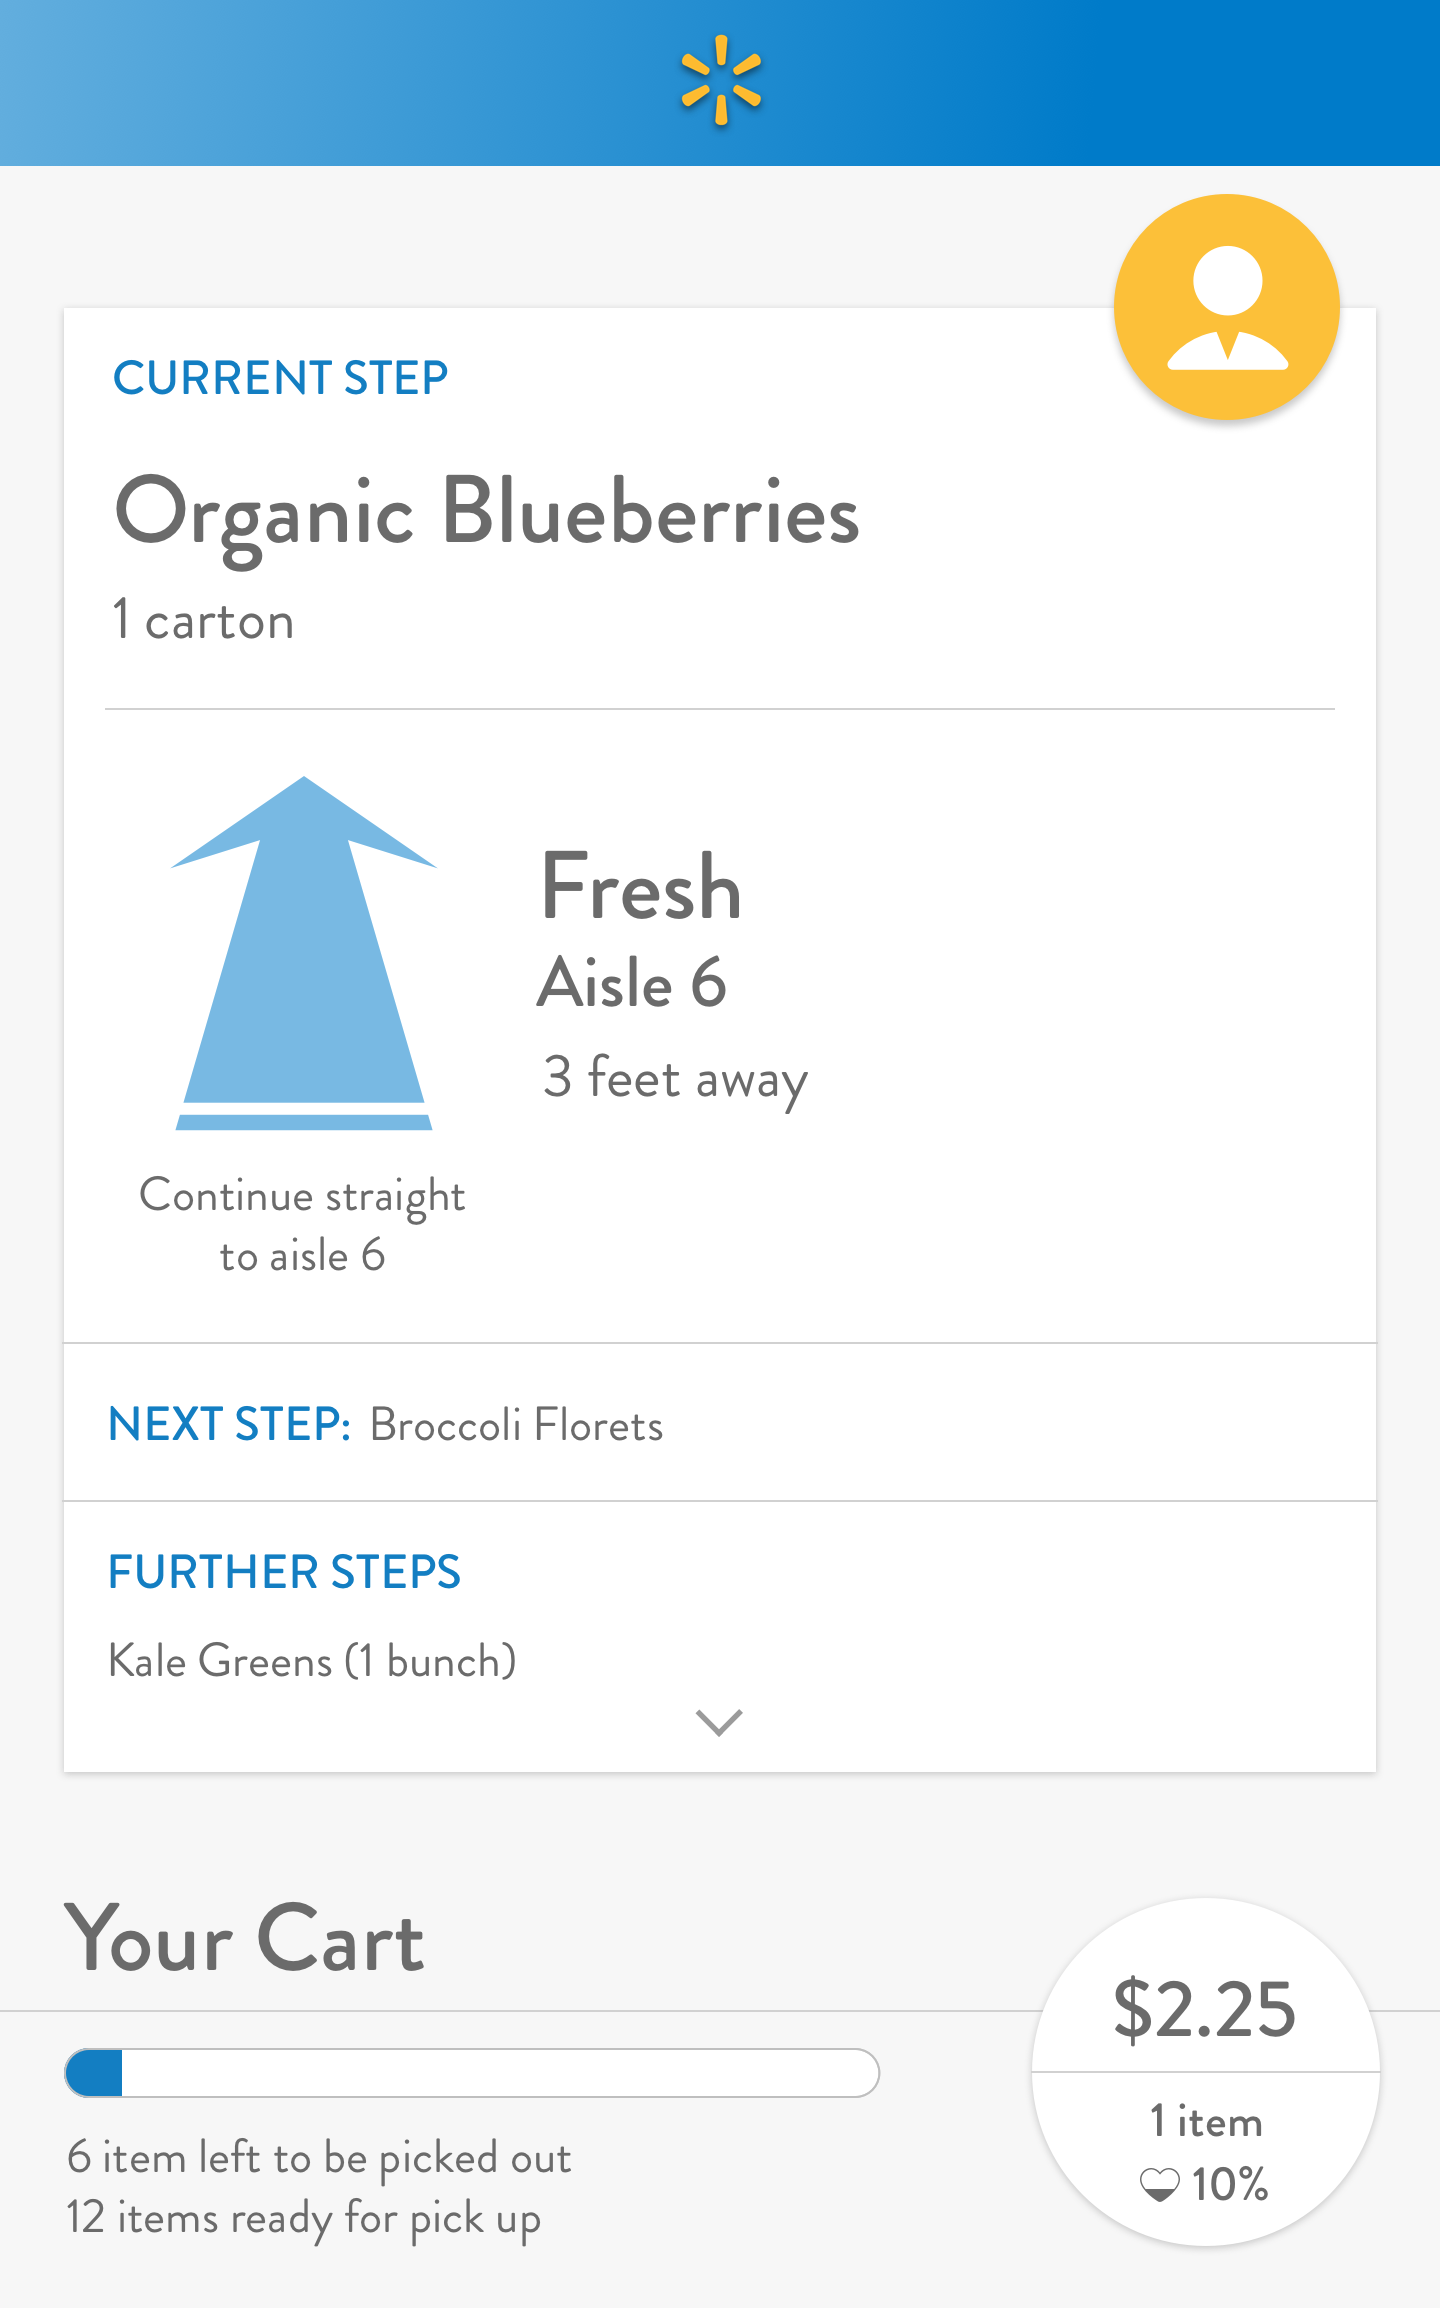 CURRENT STEP
Organic Blueberries
1 carton
Fresh
Aisle 6
3 feet away
Continue straight
to aisle 6
NEXT STEP: Broccoli Florets
FURTHER STEPS
Kale Greens (1 bunch)
Your Cart
$2.25
1 item
10%
6 item left to be picked out
12 items ready for pick up